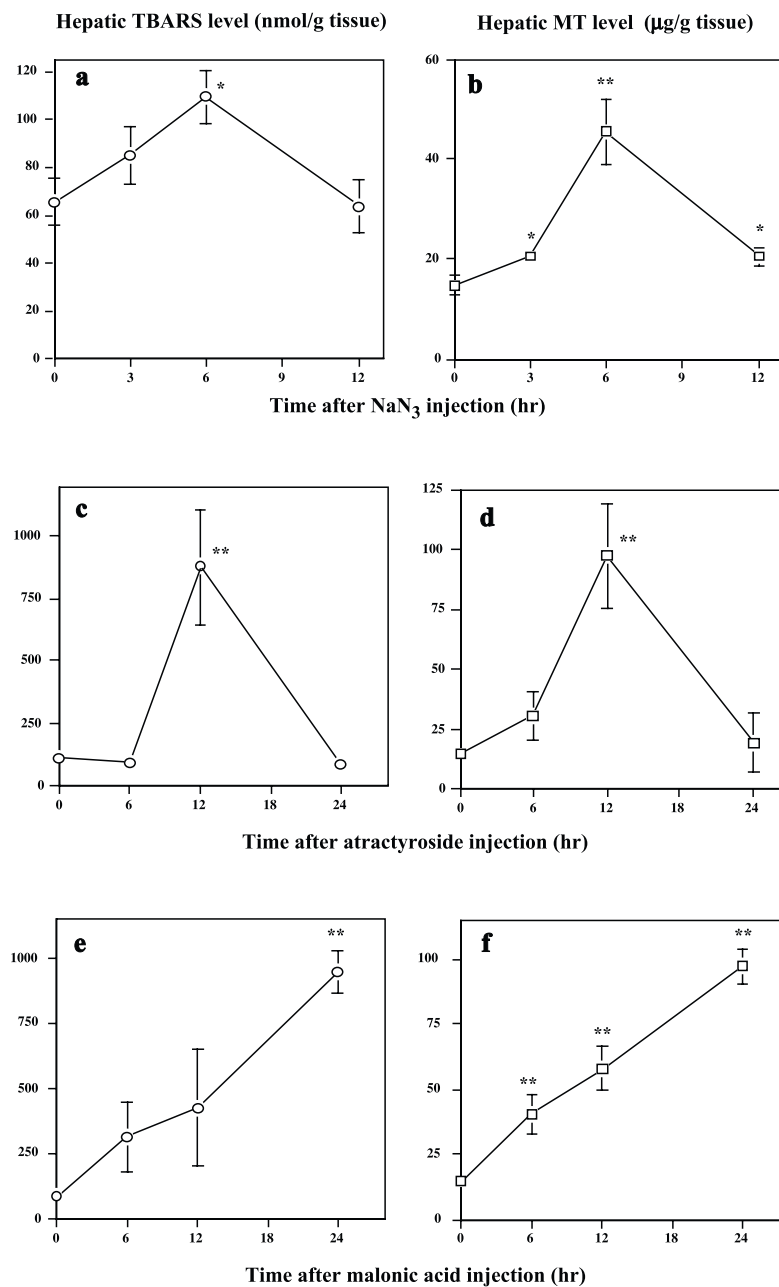 Hepatic TBARS level (nmol/g tissue)
Hepatic MT level (μg/g tissue)
a
120
100
80
60
40
20
0
0 3 6 9 12
*
b
60
40
20
0
0 3 6 9 12
*
**
*
Time after NaN3 injection (hr)
c
1000
750
500
250
0
0 6 12 18 24
**
d
125
100
75
50
25
0
0 6 12 18 24
**
Time after atractyroside injection (hr)
e
1000
750
500
250
0
0 6 12 18 24
**
f
100
75
50
25
0
0 6 12 18 24
**
**
**
Time after malonic acid injection (hr)